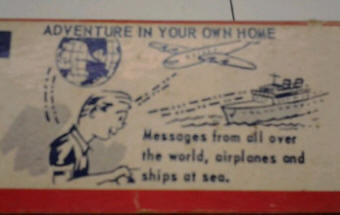 ADVENTURE IN YOUR OWN HOME
Messages from all over
the world, airplanes and
ships at sea.